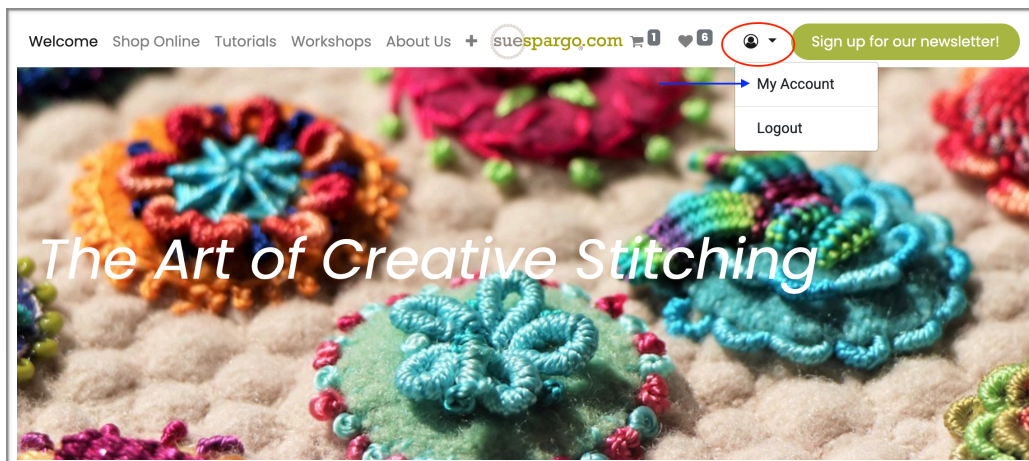 Welcome Shop Online Tutorials Workshops About Us + suespargo.com 1 6 Sign up for our newsletter!
My Account
Logout
The Art of Creative Stitching